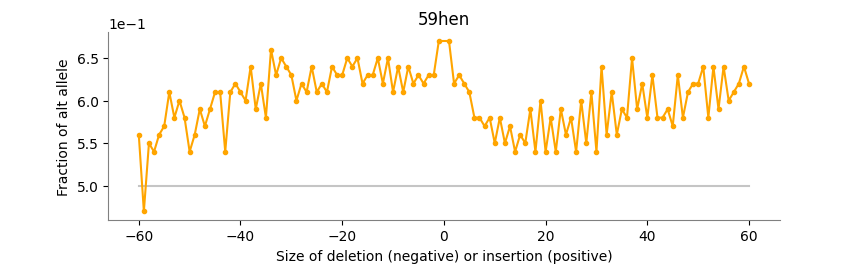 59hen
1e−1
Fraction of alt allele
6.5
6.0
5.5
5.0
−60 −40 −20 0 20 40 60
Size of deletion (negative) or insertion (positive)